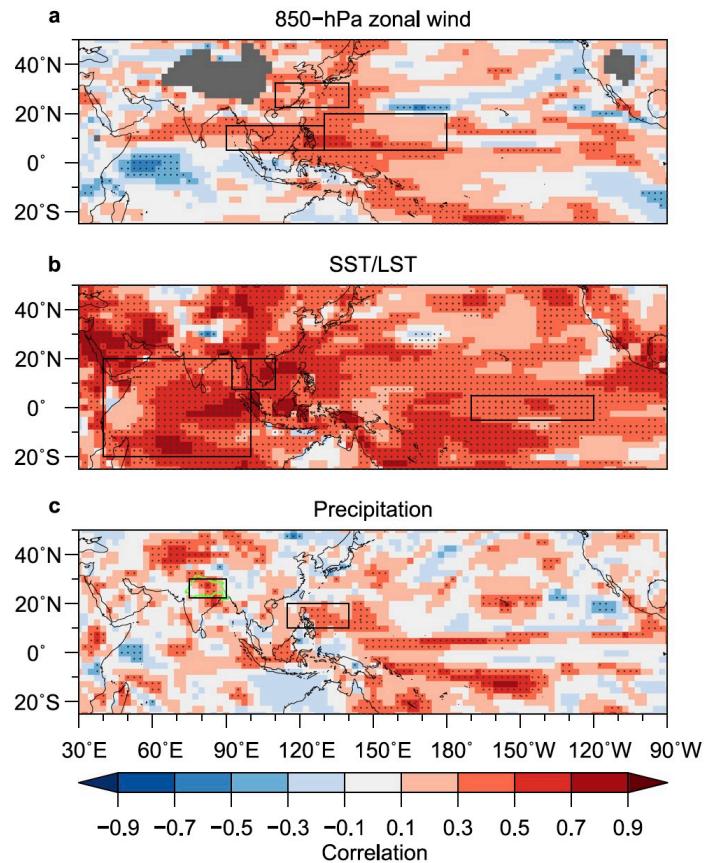 a
850−hPa zonal wind
40°N
20°N
0°
20°S
b
SST/LST
40°N
20°N
0°
20°S
c
Precipitation
40°N
20°N
0°
20°S
30°E 60°E 90°E 120°E 150°E 180° 150°W 120°W 90°W
−0.9 −0.7 −0.5 −0.3 −0.1 0.1 0.3 0.5 0.7 0.9
Correlation